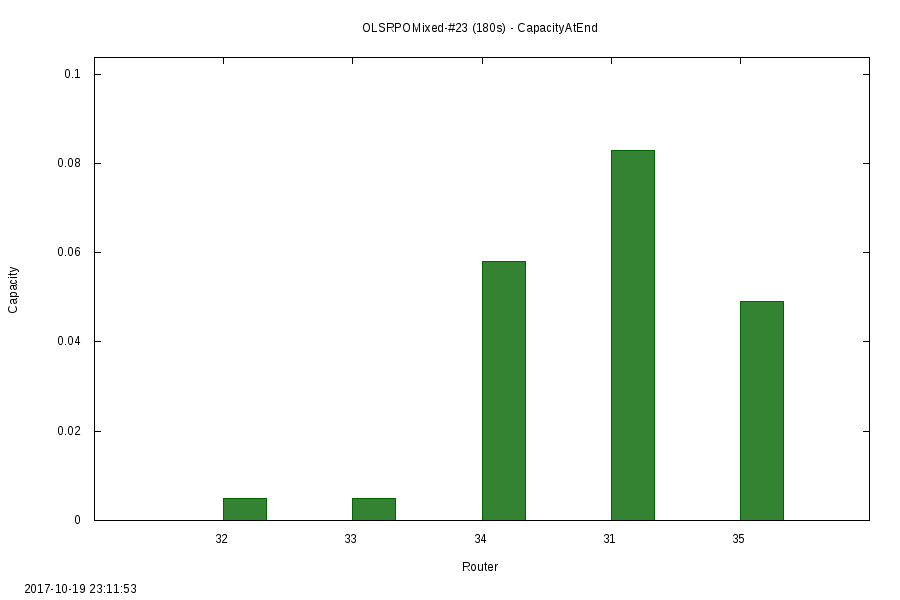 OLSRPOMixed-#23 (180s) - CapacityAtEnd
0.1
0.08
0.06
0.04
0.02
0
Capacity
32 33 34 31 35
Router
2017-10-19 23:11:53